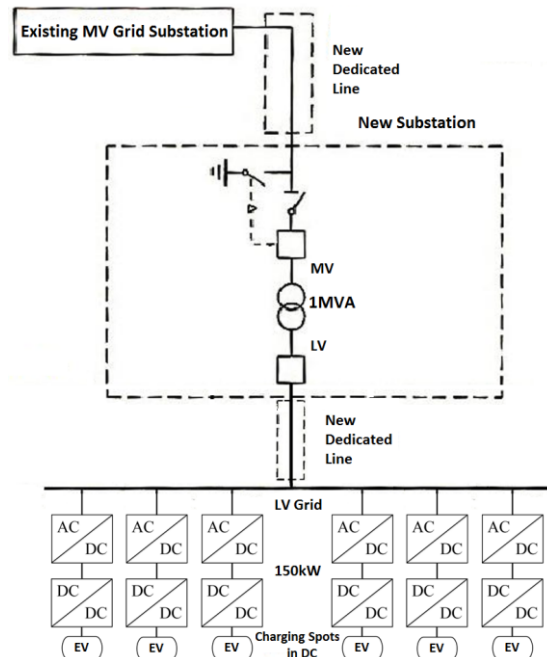 Existing MV Grid Substation
New
Dedicated
Line
New Substation
MV
1MVA
LV
New
Dedicated
Line
LV Grid
AC AC AC AC AC AC
DC DC DC DC DC DC
150kW
DC DC DC DC DC DC
DC DC DC DC DC DC
Charging Spots
EV EV EV EV EV EV
in DC